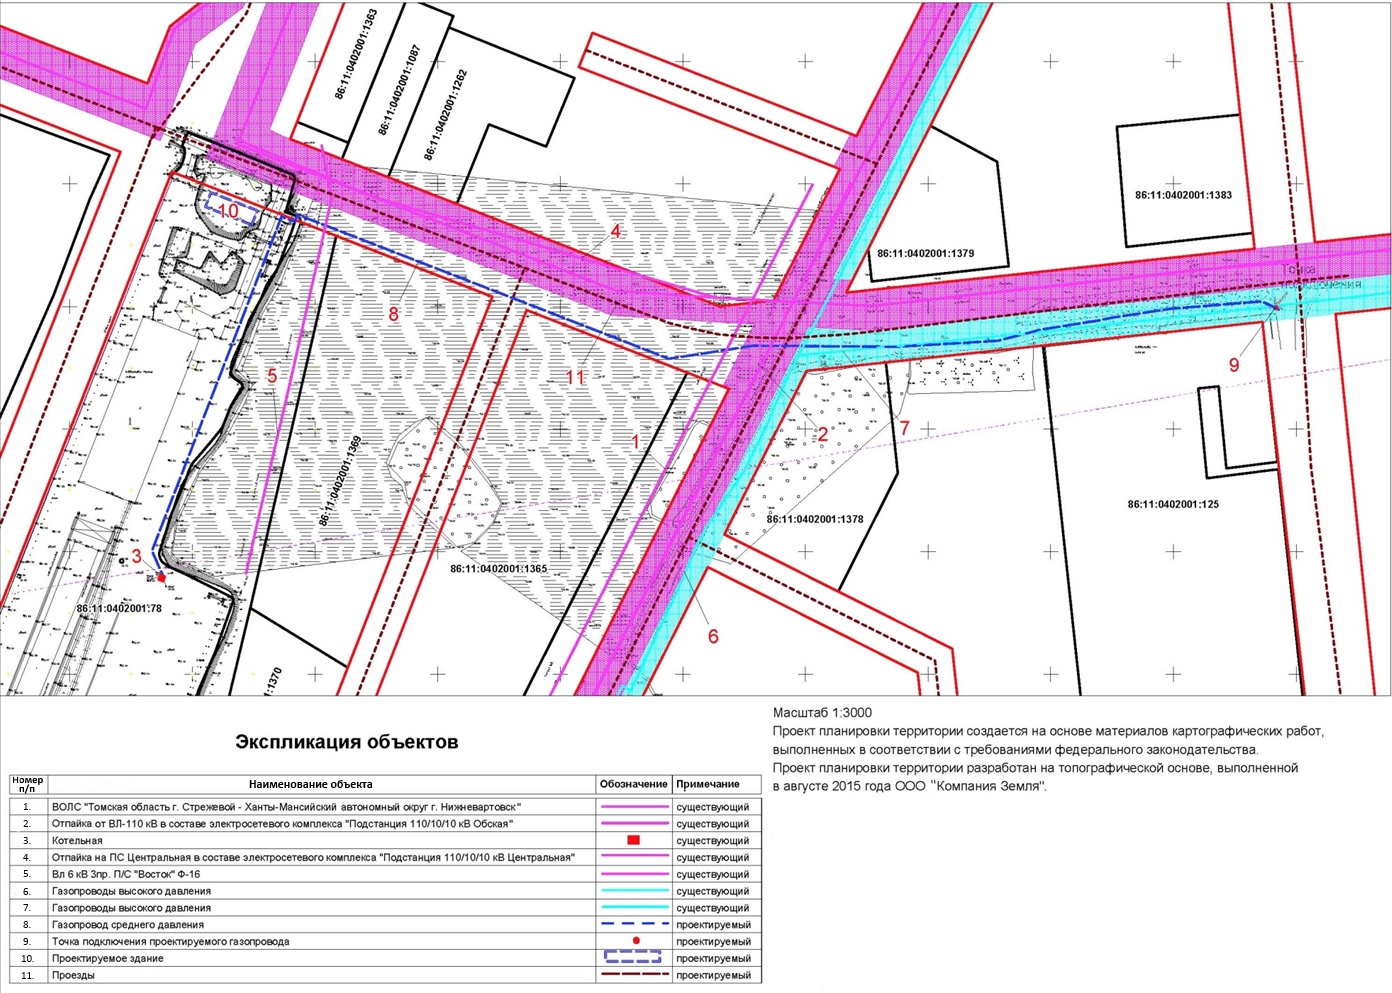 86:11:0402001:1363
86:11:0402001:1087
86:11:0402001:1262
86:11:0402001:1383
86:11:0402001:1379
10
4
Точка
8
5
11
9
1
2
7
86:11:0402001:1369
86:11:0402001:125
86:11:0402001:1378
3
86:11:0402001:1365
86:11:0402001:78
6
:1370
Масштаб 1:3000
Проект планировки территории создается на основе материалов картографических работ,
выполненных в соответствии с требованиями федерального законодательства.
Проект планировки территории разработан на топографической основе, выполненной
в августе 2015 года ООО "Компания Земля".
Экспликация объектов
Номер п/п Наименование объекта Обозначение Примечание
1. ВОЛС "Томская область г. Стрежевой - Ханты-Мансийский автономный округ г. Нижневартовск" существующий
2. Отпайка от ВЛ-110 кВ в составе электросетевого комплекса "Подстанция 110/10/10 кВ Обская" существующий
3. Котельная существующий
4. Отпайка на ПС Центральная в составе электросетевого комплекса "Подстанция 110/10/10 кВ Центральная" существующий
5. Вл 6 кВ 3пр. П/С "Восток" Ф-16 существующий
6. Газопроводы высокого давления существующий
7. Газопроводы высокого давления существующий
8. Газопровод среднего давления проектируемый
9. Точка подключения проектируемого газопровода проектируемый
10. Проектируемое здание проектируемый
11. Проезды проектируемый